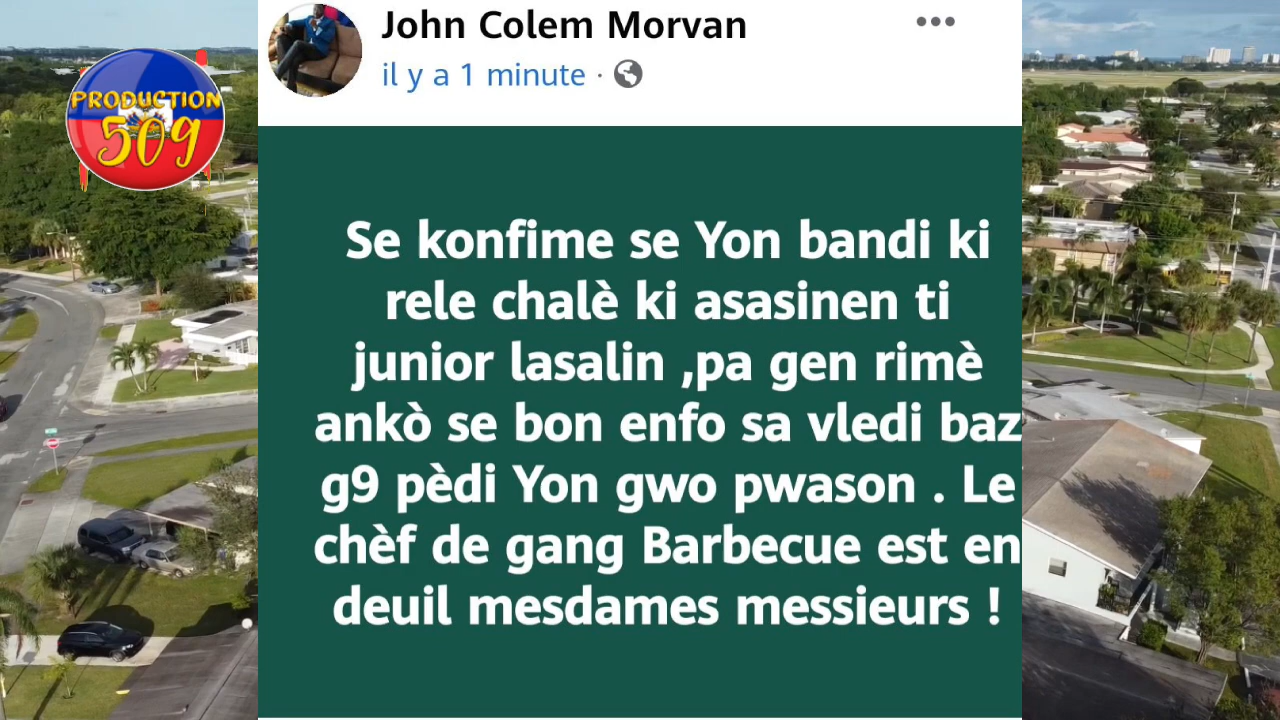 John Colem Morvan
il y a 1 minute ·
PRODUCTION
509
Se konfime se Yon bandi ki
rele chalè ki asasinen ti
junior lasalin ,pa gen rimè
ankò se bon enfo sa vledi baz
g9 pèdi Yon gwo pwason . Le
chèf de gang Barbecue est en
deuil mesdames messieurs !